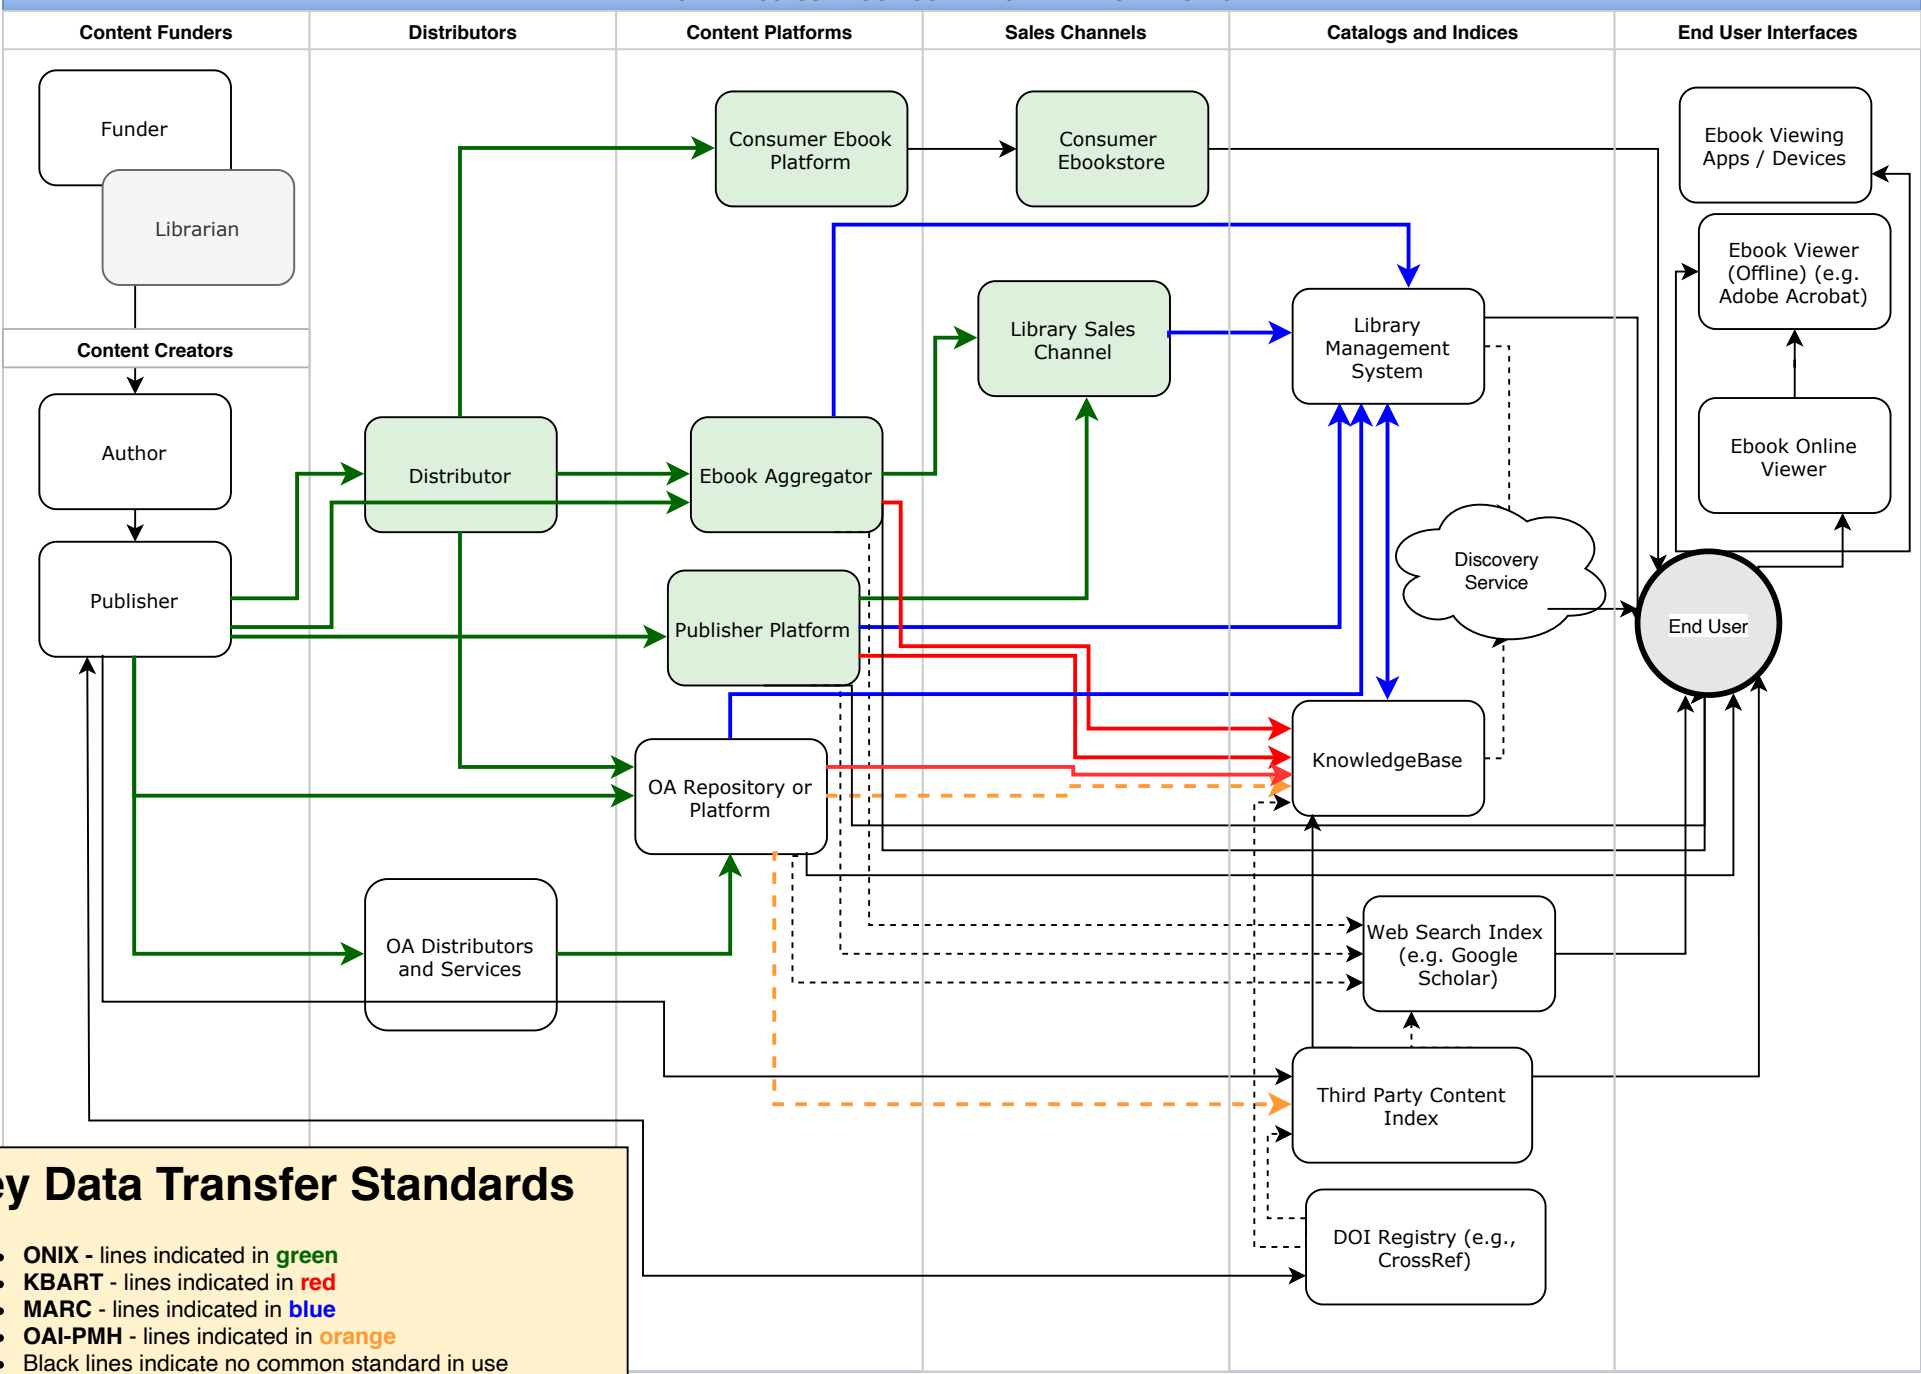 Content Funders
Distributors
Content Platforms
Sales Channels
Catalogs and Indices
End User Interfaces
Funder
Librarian
Content Creators
Author
Publisher
Distributor
OA Distributors
and Services
Consumer Ebook
Platform
Ebook Aggregator
Publisher Platform
OA Repository or
Platform
Consumer
Ebookstore
Library Sales
Channel
Library
Management
System
Discovery
Service
KnowledgeBase
Web Search Index
(e.g. Google
Scholar)
Third Party Content
Index
DOI Registry (e.g.,
CrossRef)
Ebook Viewing
Apps / Devices
Ebook Viewer
(Offline) (e.g.
Adobe Acrobat)
Ebook Online
Viewer
End User
ey Data Transfer Standards
ONIX - lines indicated in green
KBART - lines indicated in red
MARC - lines indicated in blue
OAI-PMH - lines indicated in orange
Black lines indicate no common standard in use